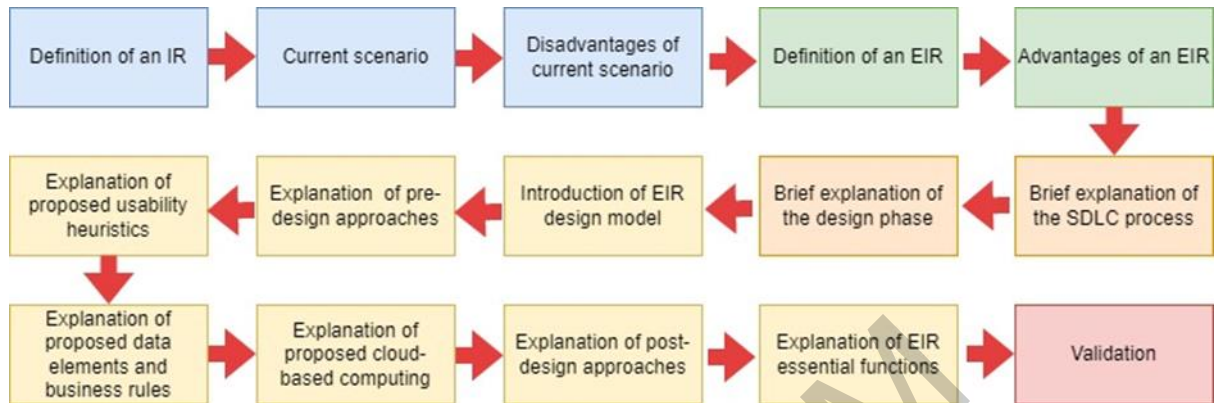 Definition of an IR
Current scenario
Disadvantages of
current scenario
Definition of an EIR
Advantages of an EIR
Explanation of
proposed usability
heuristics
Explanation of pre-
design approaches
Introduction of EIR
design model
Brief explanation of
the design phase
Brief explanation of
the SDLC process
Explanation of
proposed data
elements and
business rules
Explanation of
proposed cloud-
based computing
Explanation of post-
design approaches
Explanation of EIR
essential functions
Validation
M